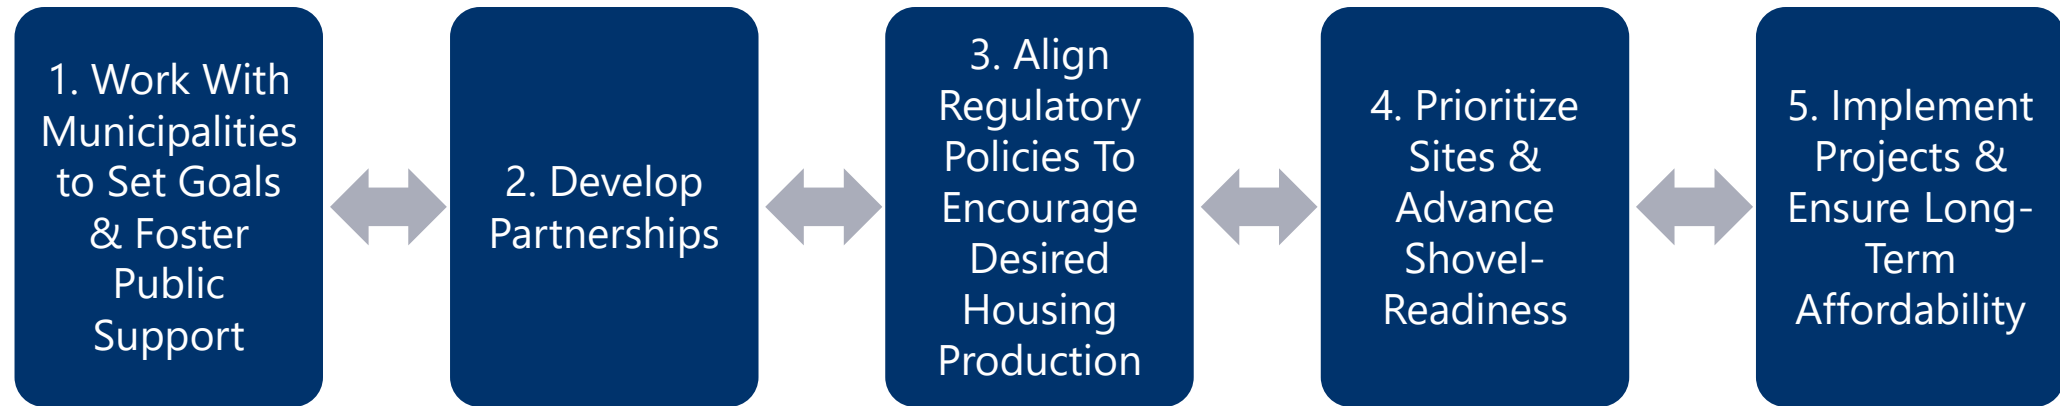 1. Work With
Municipalities
to Set Goals
& Foster
Public
Support
2. Develop
Partnerships
3. Align
Regulatory
Policies To
Encourage
Desired
Housing
Production
4. Prioritize
Sites &
Advance
Shovel-
Readiness
5. Implement
Projects &
Ensure Long-
Term
Affordability